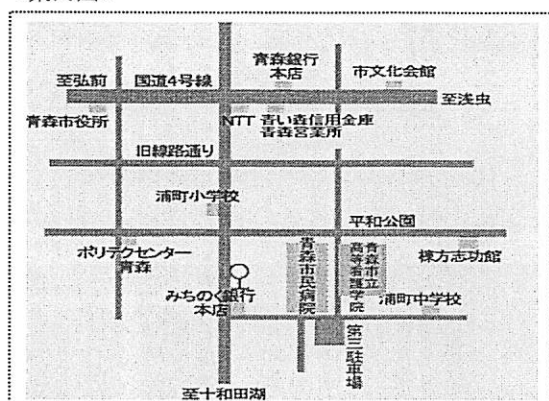 青森銀行
本店
市文化会館
至弘前
国道4号線
至浅虫
青森市役所
NTT
青い森信用金庫
青森営業所
旧線路通り
浦町小学校
平和公園
ポリテクセンター
青森
青森市民病院
青森市立
高等看護学院
棟方志功館
みちのく銀行
本店
浦町中学校
第三駐車場
至十和田湖